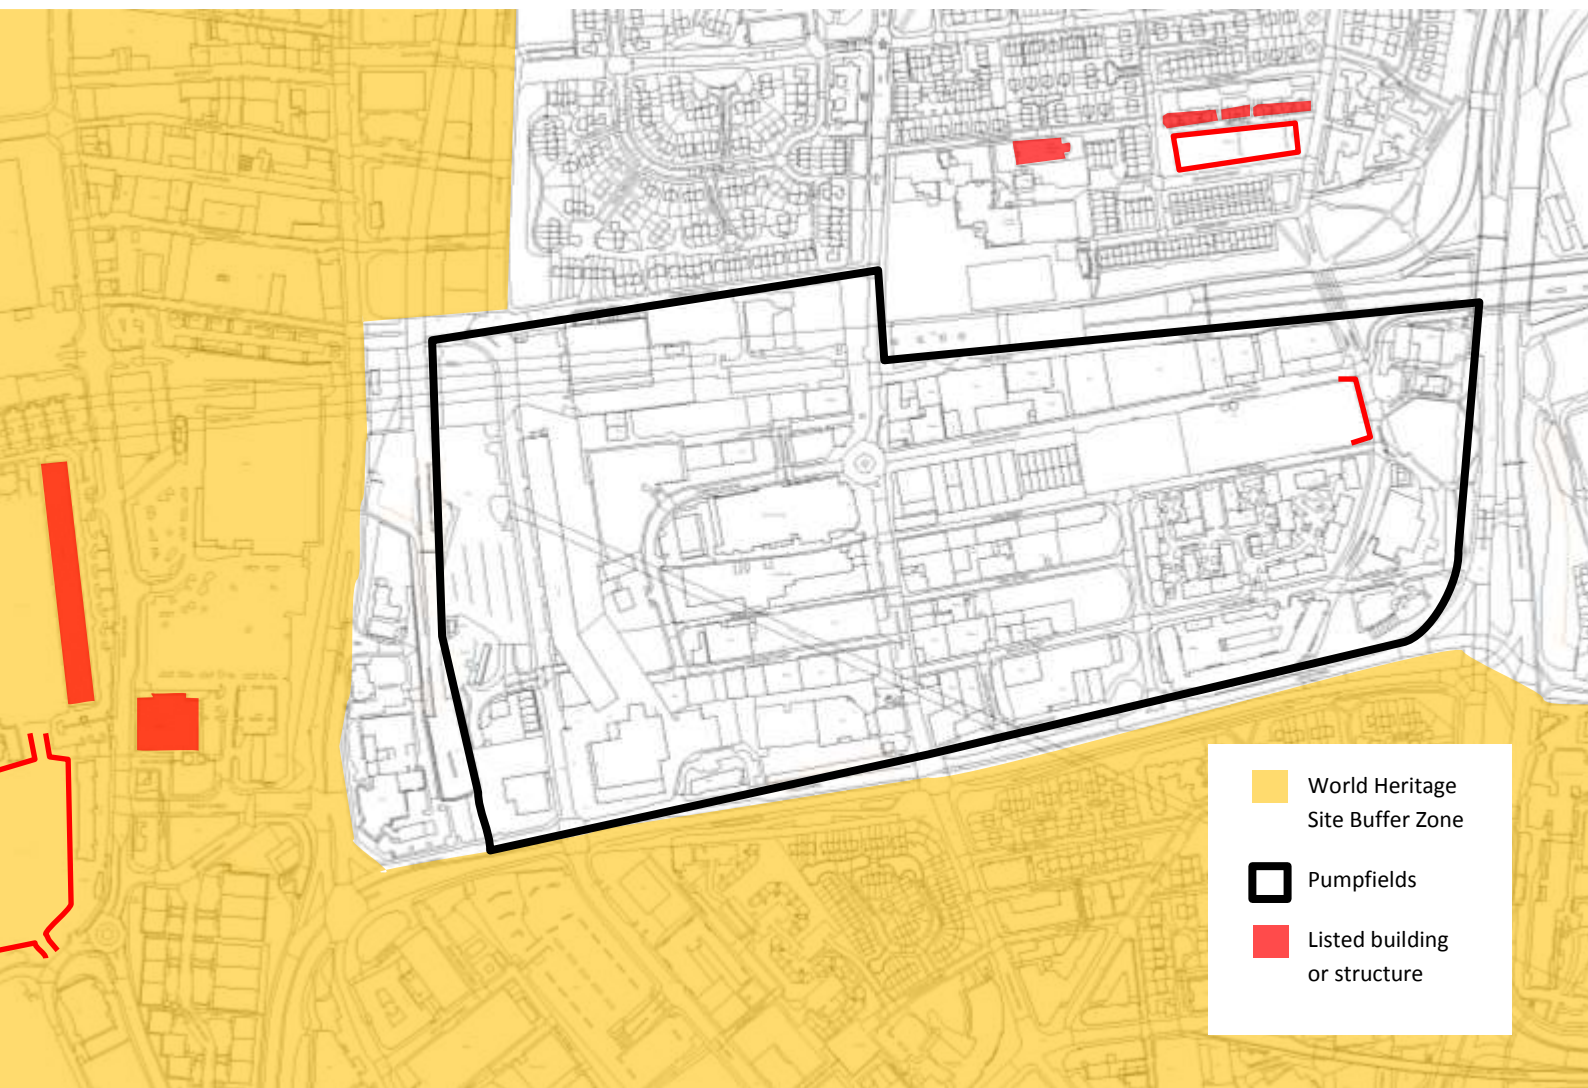 World Heritage
Site Buffer Zone
Pumpfields
Listed building
or structure